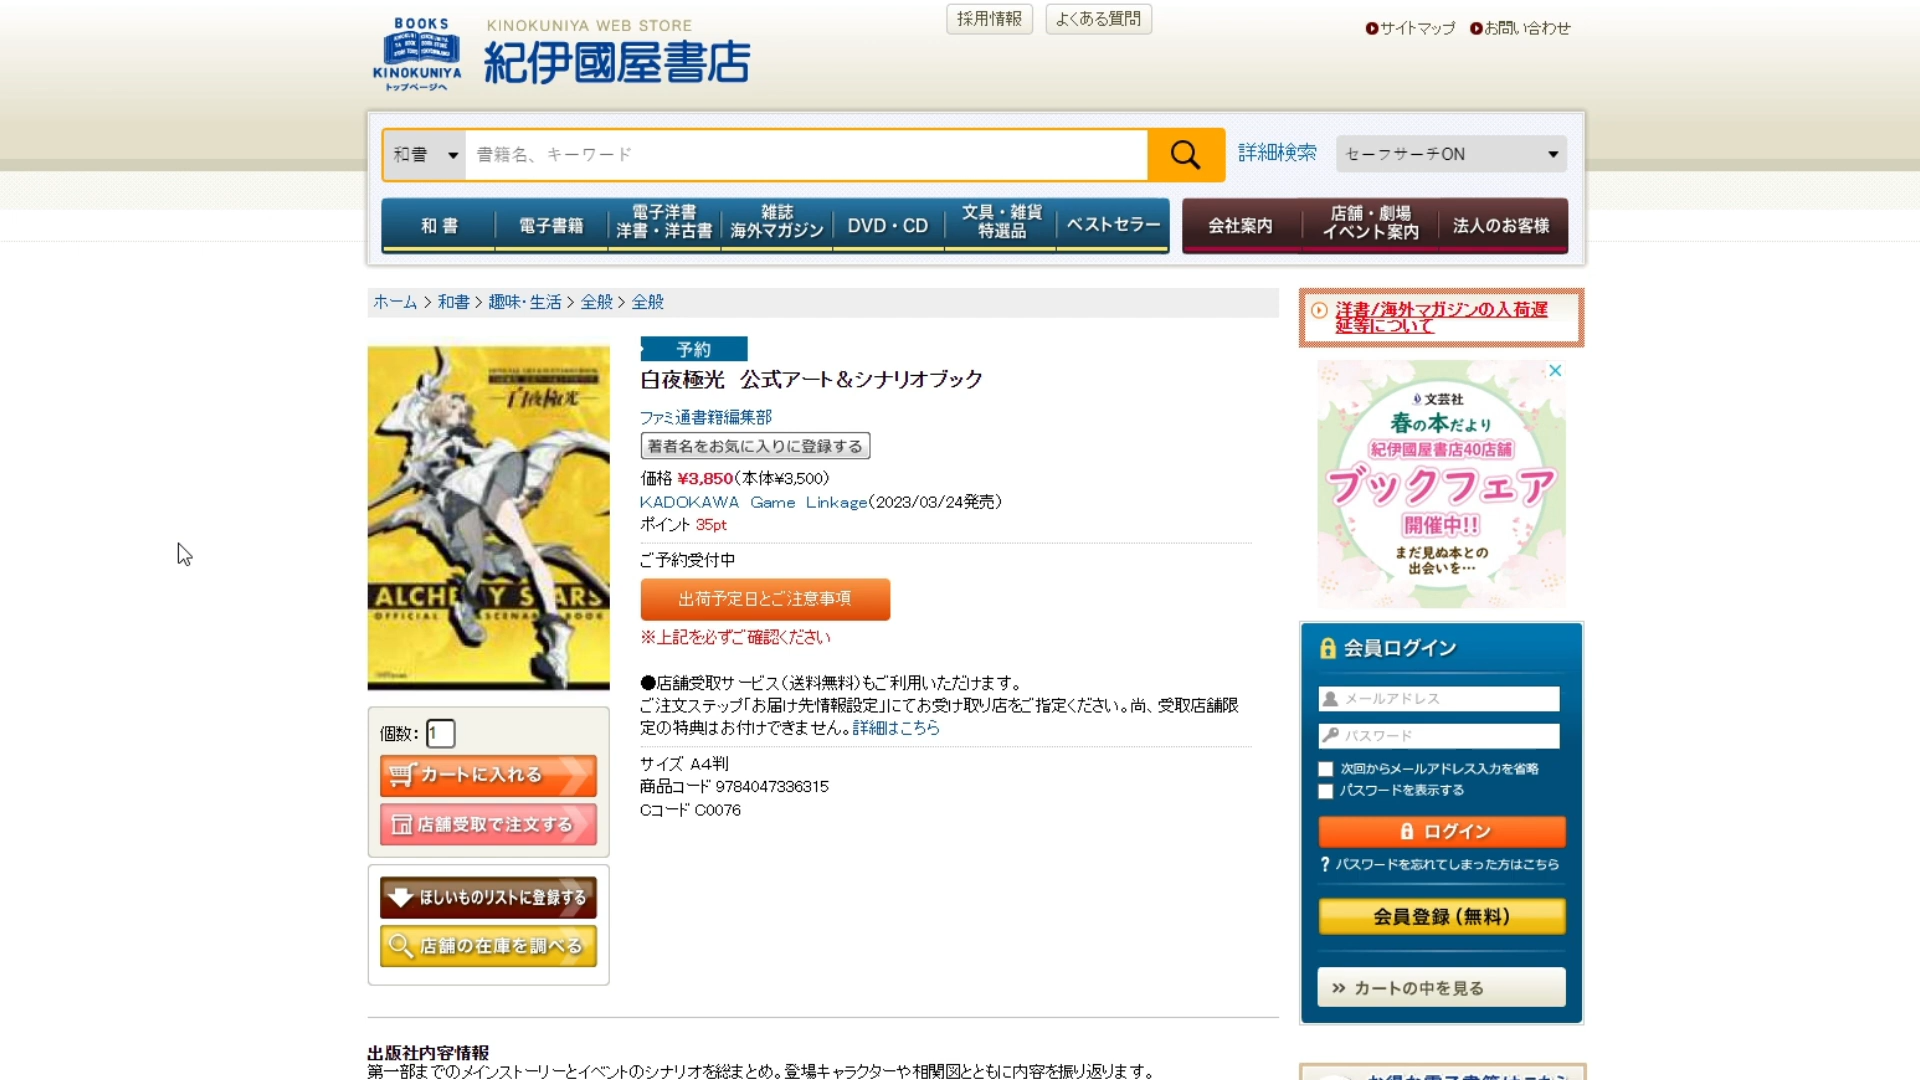 BOOKS
KINOKUNIYA
トップページへ
KINOKUNIYA WEB STORE
紀伊國屋書店
採用情報
よくある質問
サイトマップ
お問い合わせ
和書
書籍名、キーワード
詳細検索
セーフサーチON
和書
電子書籍
電子洋書
洋書・洋古書
雑誌
海外マガジン
DVD・CD
文具・雑貨
特選品
ベストセラー
会社案内
店舗・劇場
イベント案内
法人のお客様
ホーム > 和書 > 趣味・生活 > 全般 > 全般
白夜極光
ALCHEMY STARS
予約
白夜極光 公式アート&シナリオブック
ファミ通書籍編集部
著者名をお気に入りに登録する
価格 ¥3,850(本体¥3,500)
KADOKAWA Game Linkage(2023/03/24発売)
ポイント 35pt
ご予約受付中
出荷予定日とご注意事項
※上記を必ずご確認ください
●店舗受取サービス(送料無料)もご利用いただけます。
ご注文ステップ「お届け先情報設定」にてお受け取り店をご指定ください。尚、受取店舗限
定の特典はお付けできません。詳細はこちら
サイズ A4判
商品コード 9784047336315
Cコード C0076
個数: 1
カートに入れる
店舗受取で注文する
ほしいものリストに登録する
店舗の在庫を調べる
出版社内容情報
第一部までのメインストーリーとイベントのシナリオを総まとめ。登場キャラクターや相関図とともに内容を振り返ります。
洋書/海外マガジンの入荷遅
延等について
文芸社
春の本だより
紀伊國屋書店40店舗
ブックフェア
開催中!!
まだ見ぬ本との
出会いを…
会員ログイン
メールアドレス
パスワード
次回からメールアドレス入力を省略
パスワードを表示する
ログイン
? パスワードを忘れてしまった方はこちら
会員登録(無料)
カートの中を見る